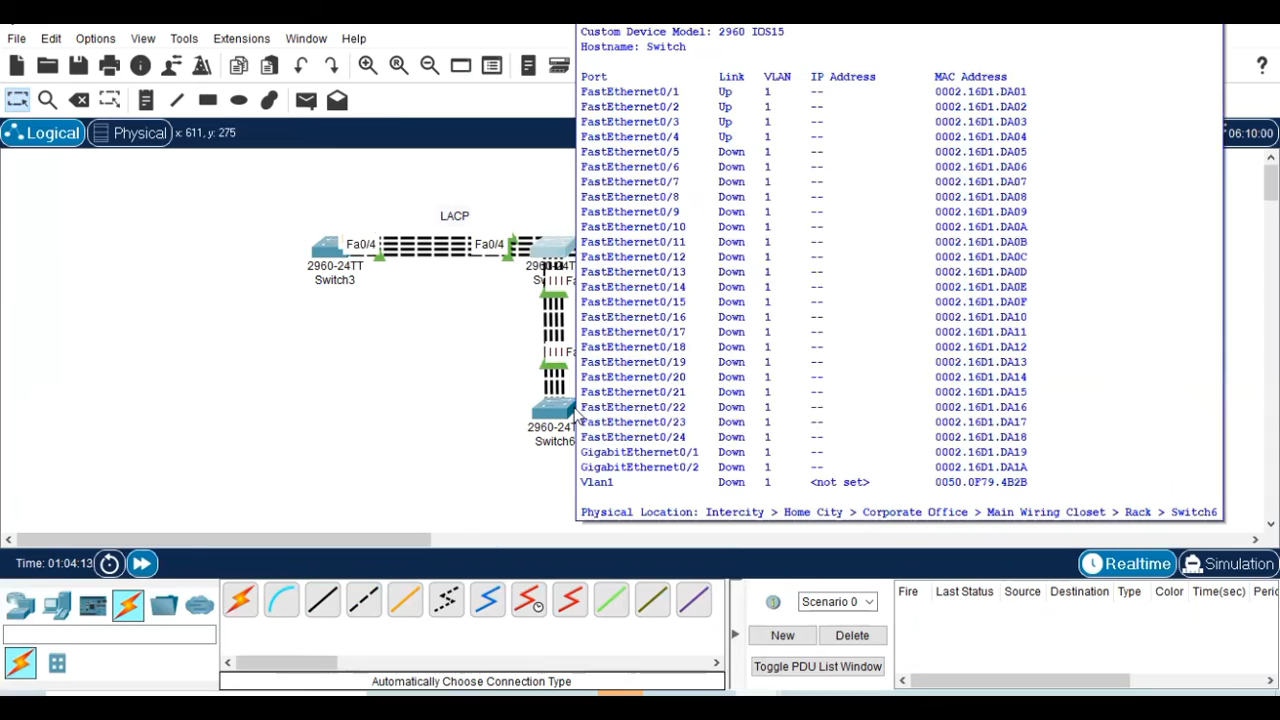 Custom Device Model: 2960 IOS15
Hostname: Switch
File Edit Options View Tools Extensions Window Help
Logical Physical x: 611, y: 275
06:10:00
Port Link VLAN IP Address MAC Address
FastEthernet0/1 Up 1 -- 0002.16D1.DA01
FastEthernet0/2 Up 1 -- 0002.16D1.DA02
FastEthernet0/3 Up 1 -- 0002.16D1.DA03
FastEthernet0/4 Up 1 -- 0002.16D1.DA04
FastEthernet0/5 Down 1 -- 0002.16D1.DA05
FastEthernet0/6 Down 1 -- 0002.16D1.DA06
FastEthernet0/7 Down 1 -- 0002.16D1.DA07
FastEthernet0/8 Down 1 -- 0002.16D1.DA08
FastEthernet0/9 Down 1 -- 0002.16D1.DA09
FastEthernet0/10 Down 1 -- 0002.16D1.DA0A
FastEthernet0/11 Down 1 -- 0002.16D1.DA0B
FastEthernet0/12 Down 1 -- 0002.16D1.DA0C
FastEthernet0/13 Down 1 -- 0002.16D1.DA0D
FastEthernet0/14 Down 1 -- 0002.16D1.DA0E
FastEthernet0/15 Down 1 -- 0002.16D1.DA0F
FastEthernet0/16 Down 1 -- 0002.16D1.DA10
FastEthernet0/17 Down 1 -- 0002.16D1.DA11
FastEthernet0/18 Down 1 -- 0002.16D1.DA12
FastEthernet0/19 Down 1 -- 0002.16D1.DA13
FastEthernet0/20 Down 1 -- 0002.16D1.DA14
FastEthernet0/21 Down 1 -- 0002.16D1.DA15
FastEthernet0/22 Down 1 -- 0002.16D1.DA16
FastEthernet0/23 Down 1 -- 0002.16D1.DA17
FastEthernet0/24 Down 1 -- 0002.16D1.DA18
GigabitEthernet0/1 Down 1 -- 0002.16D1.DA19
GigabitEthernet0/2 Down 1 -- 0002.16D1.DA1A
Vlan1 Down 1 <not set> 0050.0F79.4B2B
Physical Location: Intercity > Home City > Corporate Office > Main Wiring Closet > Rack > Switch6
LACP
Fa0/4 Fa0/4
2960-24TT
Switch3
2960-24T
Switch6
Time: 01:04:13
Realtime Simulation
Scenario 0
New Delete
Toggle PDU List Window
Fire Last Status Source Destination Type Color Time(sec) Perio
Automatically Choose Connection Type